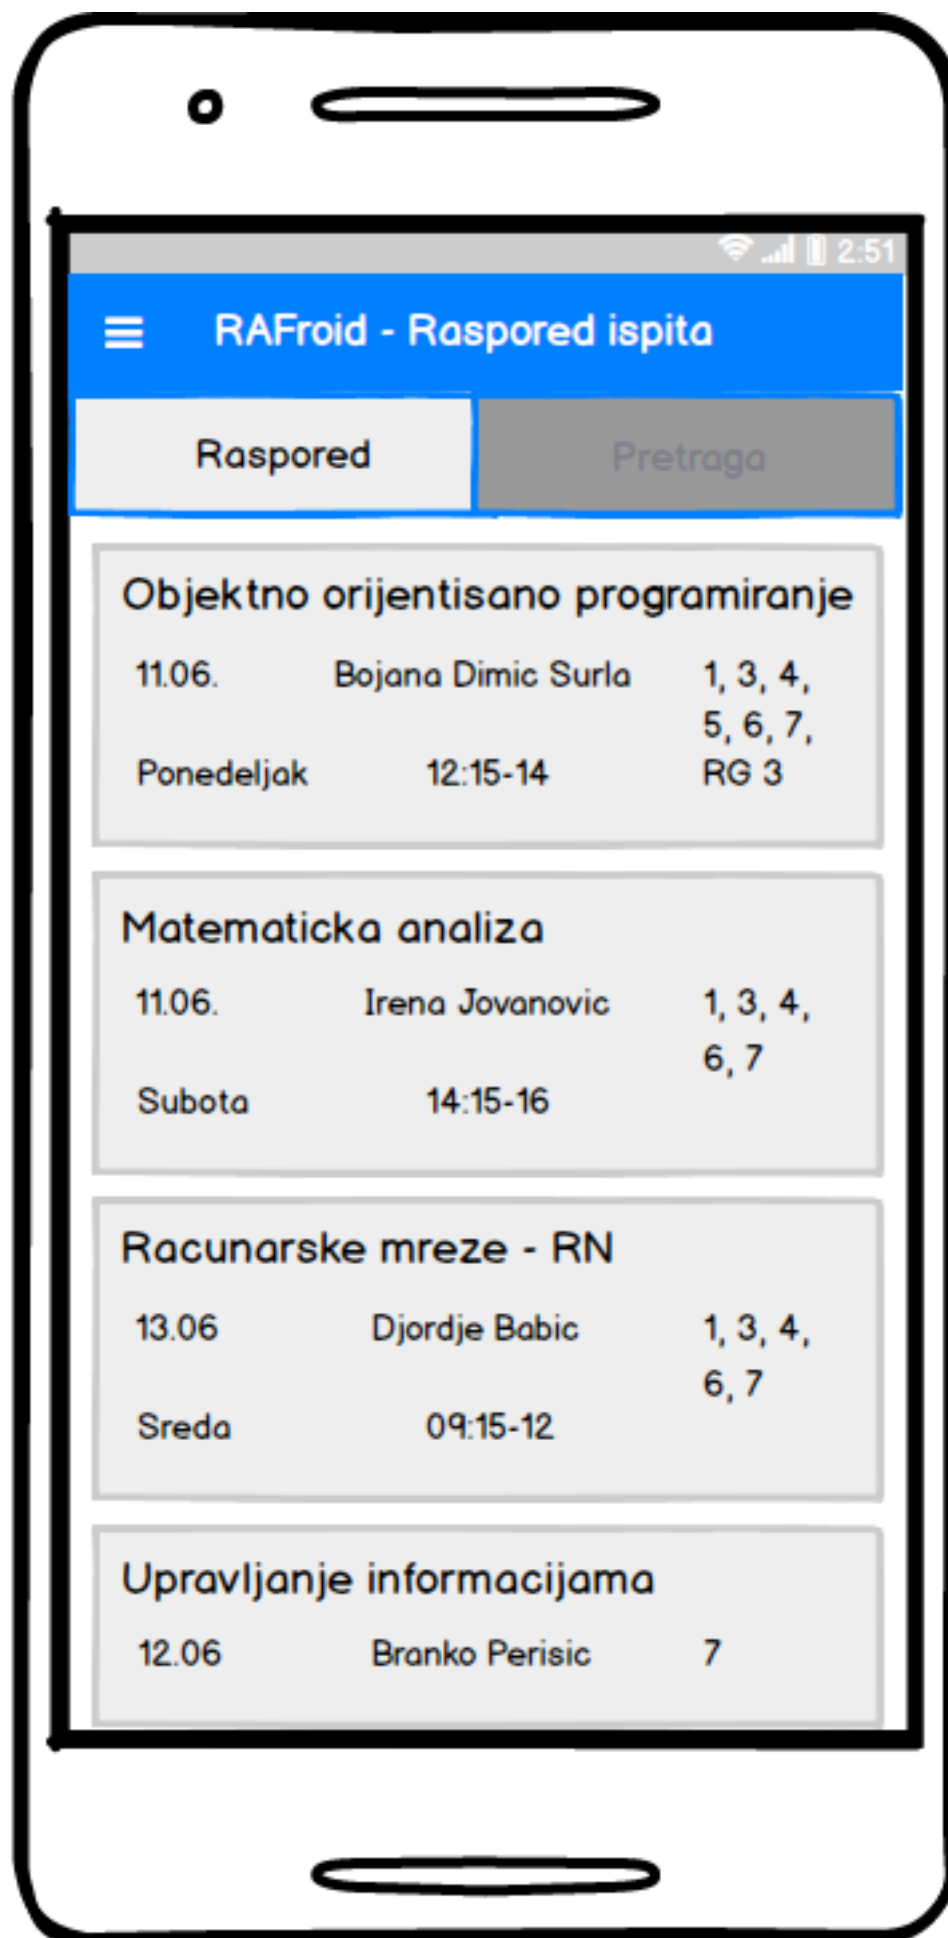 2:51
RAFroid - Raspored ispita
Raspored Pretraga
Objektno orijentisano programiranje
11.06. Bojana Dimic Surla 1, 3, 4,
5, 6, 7,
Ponedeljak 12:15-14 RG 3
Matematicka analiza
11.06. Irena Jovanovic 1, 3, 4,
6, 7
Subota 14:15-16
Racunarske mreze - RN
13.06 Djordje Babic 1, 3, 4,
6, 7
Sreda 09:15-12
Upravljanje informacijama
12.06 Branko Perisic 7